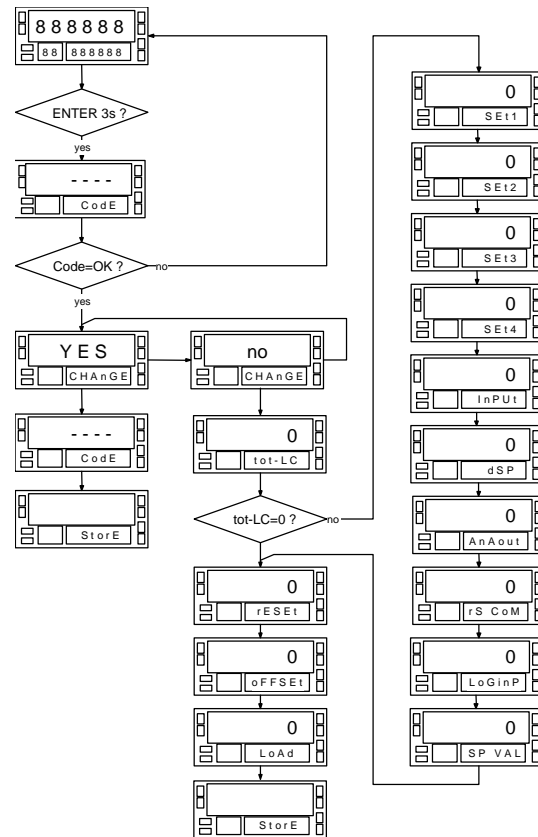 888888
88 888888
ENTER 3s ?
yes
----
CodE
Code=OK ?
no
yes
YES
CHAnGE
----
CodE
StorE
no
CHAnGE
0
tot-LC
tot-LC=0 ?
no
0
rESEt
0
oFFSEt
0
LoAd
StorE
0
SEt1
0
SEt2
0
SEt3
0
SEt4
0
InPUt
0
dSP
0
AnAout
0
rS CoM
0
LoGinP
0
SP VAL